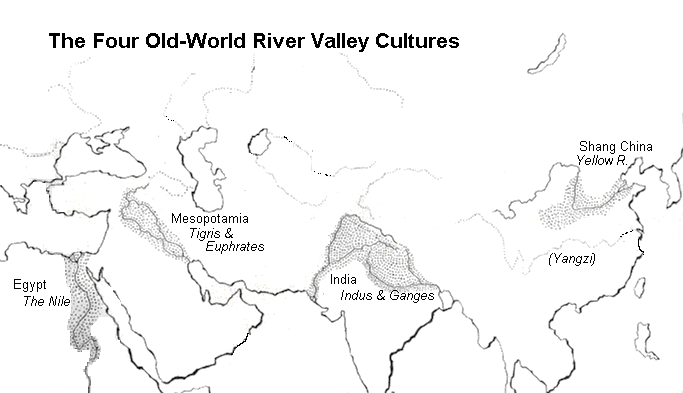 The Four Old-World River Valley Cultures
Shang China
Yellow R.
Mesopotamia
Tigris &
Euphrates
(Yangzi)
Egypt
The Nile
India
Indus & Ganges